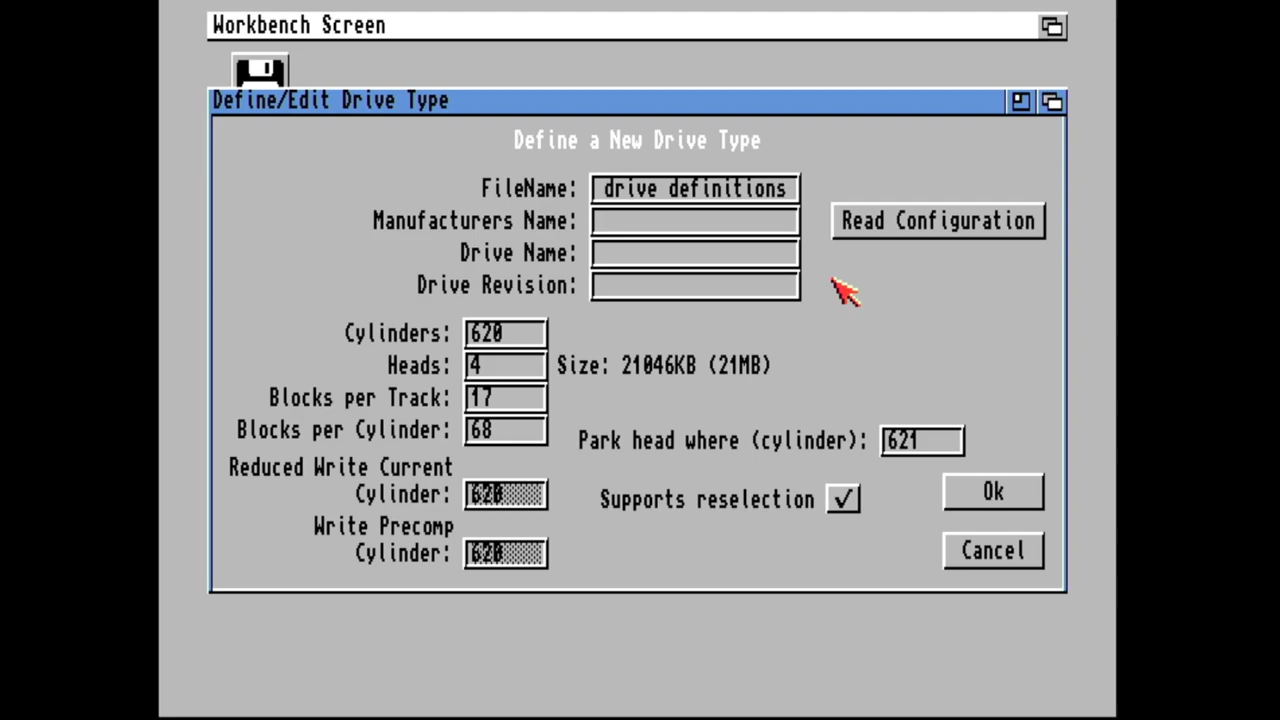 Workbench Screen
Define/Edit Drive Type
Define a New Drive Type
FileName: drive definitions
Manufacturers Name:
Read Configuration
Drive Name:
Drive Revision:
Cylinders: 620
Heads: 4 Size: 21046KB (21MB)
Blocks per Track: 17
Blocks per Cylinder: 68
Park head where (cylinder): 621
Reduced Write Current
Cylinder: 620
Supports reselection
Ok
Write Precomp
Cylinder: 620
Cancel